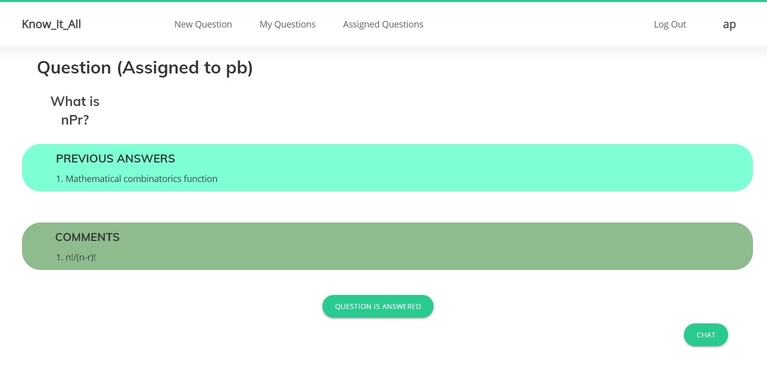 Know_It_All New Question My Questions Assigned Questions Log Out ap
Question (Assigned to pb)
What is
nPr?
PREVIOUS ANSWERS
1. Mathematical combinatorics function
COMMENTS
1. n!/(n-r)!
QUESTION IS ANSWERED
CHAT